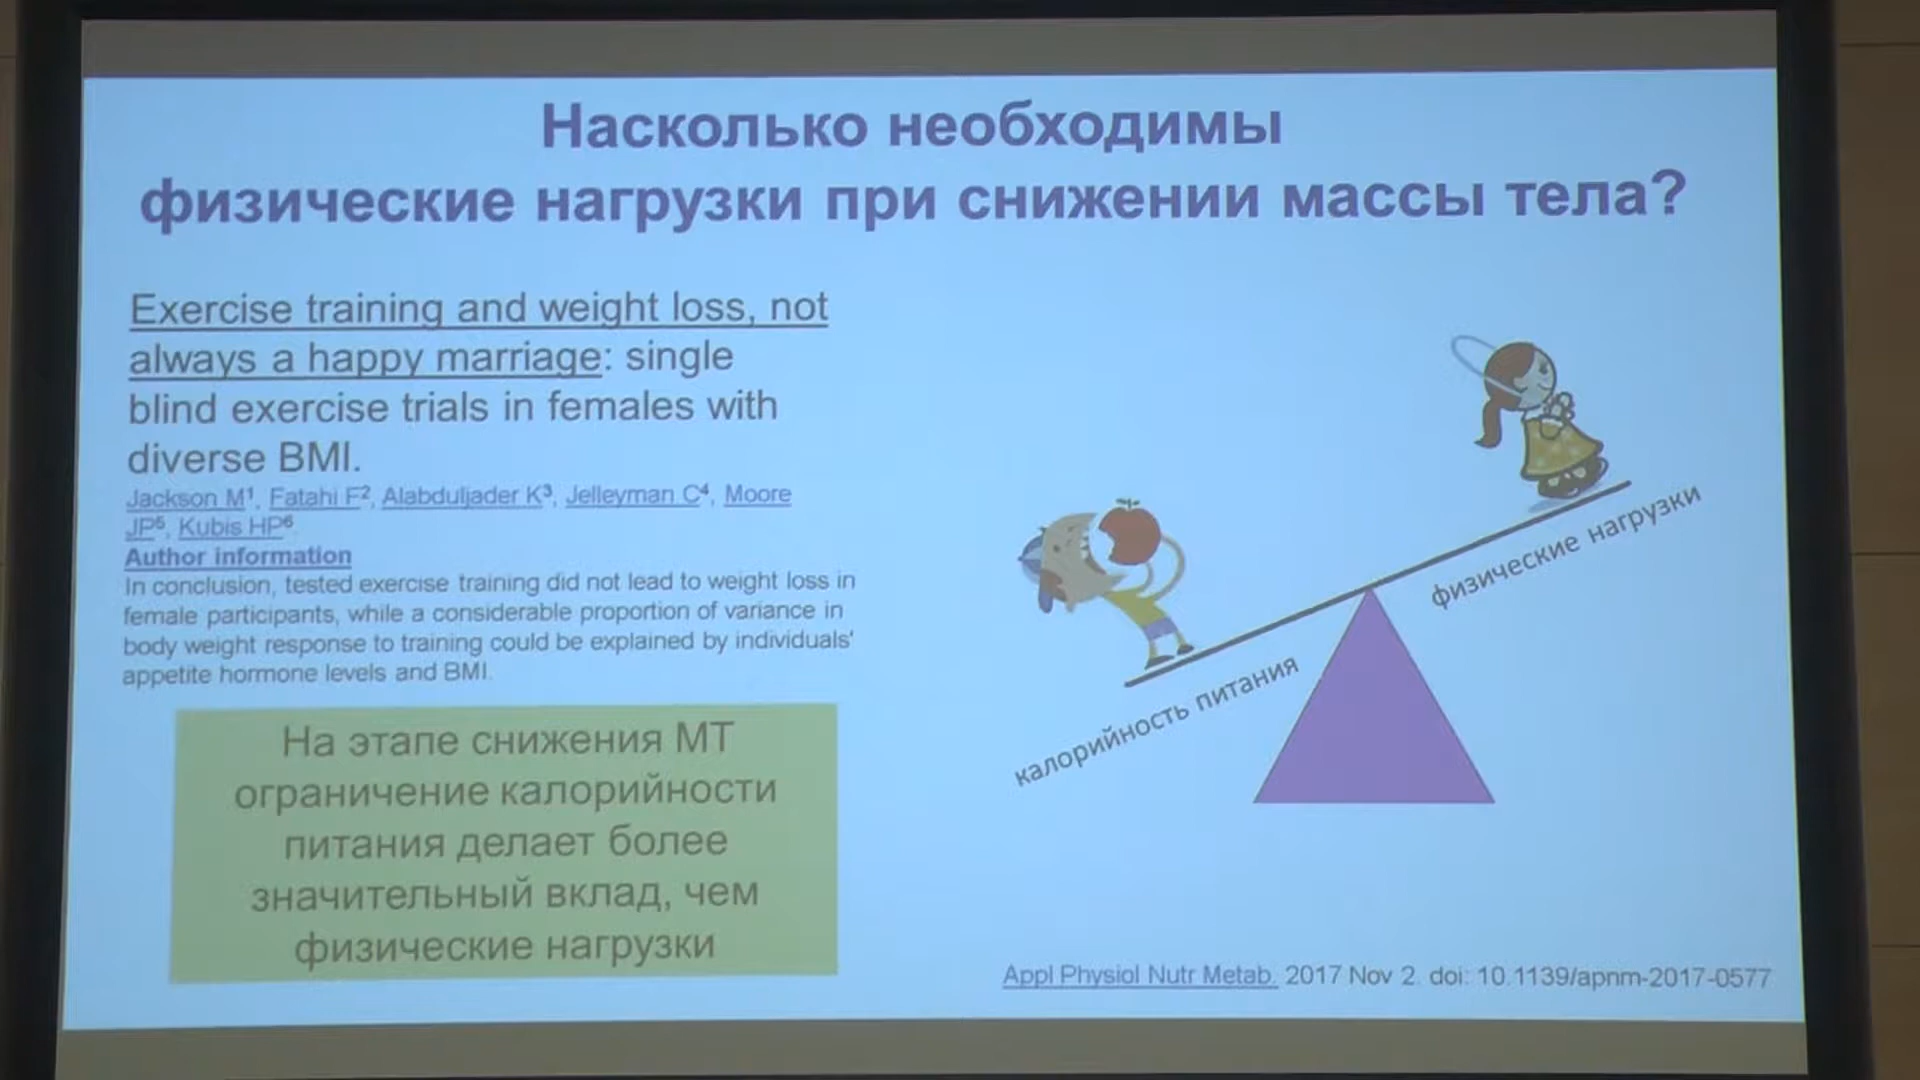 Насколько необходимы
физические нагрузки при снижении массы тела?
Exercise training and weight loss, not
always a happy marriage: single
blind exercise trials in females with
diverse BMI.
Jackson M¹, Fatahi F², Alabduljader K³, Jelleyman C⁴, Moore
JP⁵, Kubis HP⁶.
Author information
In conclusion, tested exercise training did not lead to weight loss in
female participants, while a considerable proportion of variance in
body weight response to training could be explained by individuals'
appetite hormone levels and BMI.
На этапе снижения МТ
ограничение калорийности
питания делает более
значительный вклад, чем
физические нагрузки
калорийность питания
физические нагрузки
Appl Physiol Nutr Metab. 2017 Nov 2. doi: 10.1139/apnm-2017-0577